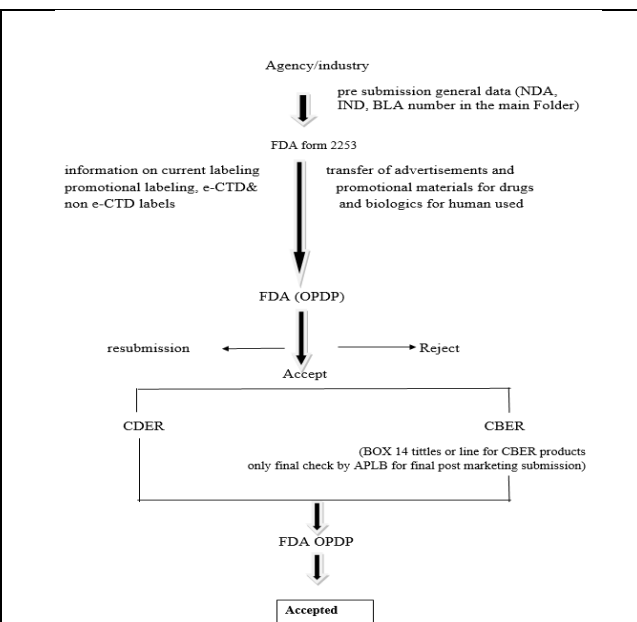 Agency/industry
pre submission general data (NDA,
IND, BLA number in the main Folder)
FDA form 2253
information on current labeling
promotional labeling, e-CTD&
non e-CTD labels
transfer of advertisements and
promotional materials for drugs
and biologics for human used
FDA (OPDP)
resubmission
Reject
Accept
CDER
CBER
(BOX 14 tittles or line for CBER products
only final check by APLB for final post marketing submission)
FDA OPDP
Accepted